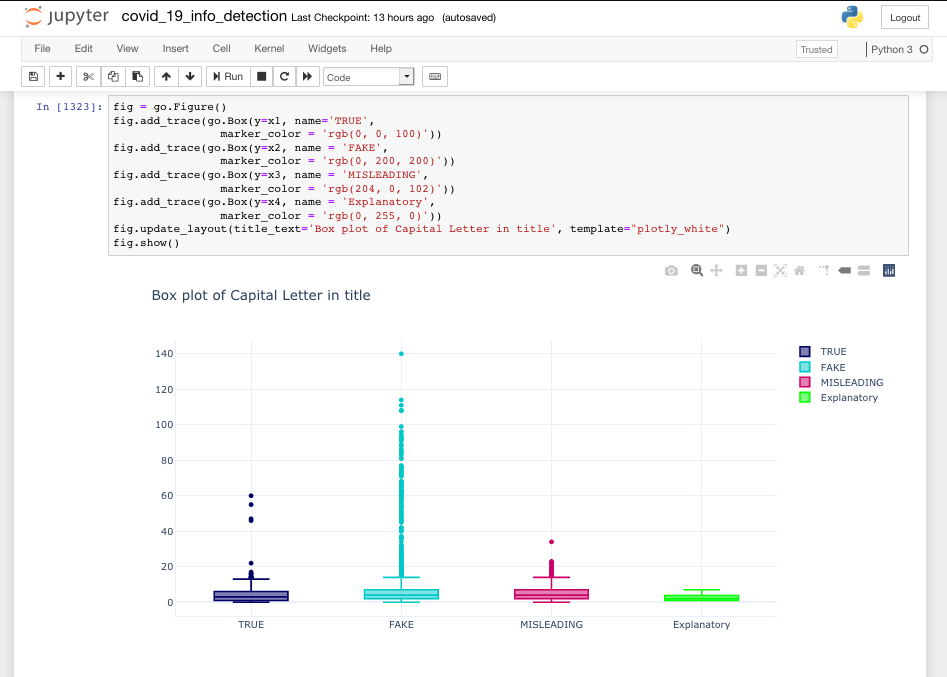 jupyter covid_19_info_detection Last Checkpoint: 13 hours ago (autosaved)
Logout
File Edit View Insert Cell Kernel Widgets Help
Trusted
Python 3
Run
Code
In [1323]:
fig = go.Figure()
fig.add_trace(go.Box(y=x1, name='TRUE',
marker_color = 'rgb(0, 0, 100)'))
fig.add_trace(go.Box(y=x2, name = 'FAKE',
marker_color = 'rgb(0, 200, 200)'))
fig.add_trace(go.Box(y=x3, name = 'MISLEADING',
marker_color = 'rgb(204, 0, 102)'))
fig.add_trace(go.Box(y=x4, name = 'Explanatory',
marker_color = 'rgb(0, 255, 0)'))
fig.update_layout(title_text='Box plot of Capital Letter in title', template="plotly_white")
fig.show()
Box plot of Capital Letter in title
140
120
100
80
60
40
20
0
TRUE FAKE MISLEADING Explanatory
TRUE
FAKE
MISLEADING
Explanatory